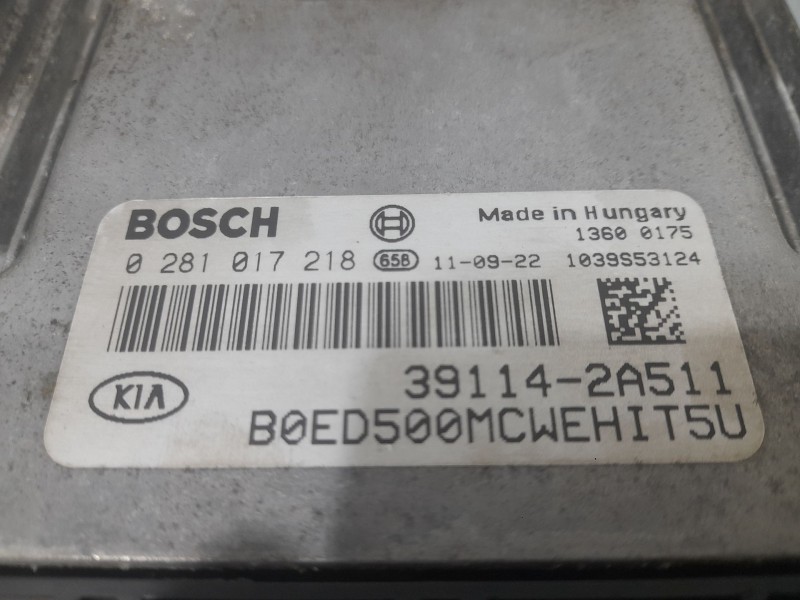 BOSCH
Made in Hungary
1360 0175
0 281 017 218 658 11-09-22 1039S53124
KIA
39114-2A511
B0ED500MCWEHIT5U